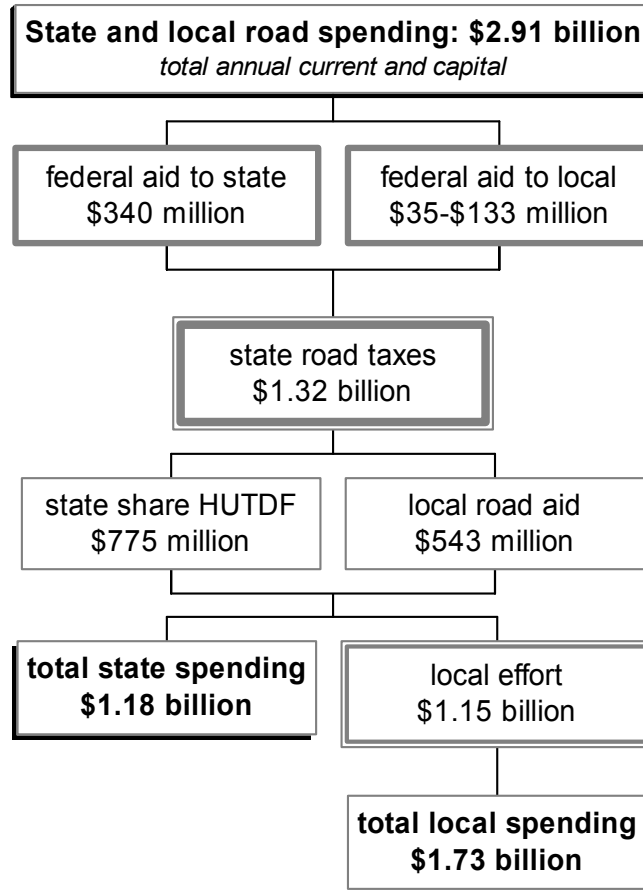 State and local road spending: $2.91 billion
total annual current and capital
federal aid to state
$340 million
federal aid to local
$35-$133 million
state road taxes
$1.32 billion
state share HUTDF
$775 million
local road aid
$543 million
total state spending
$1.18 billion
local effort
$1.15 billion
total local spending
$1.73 billion